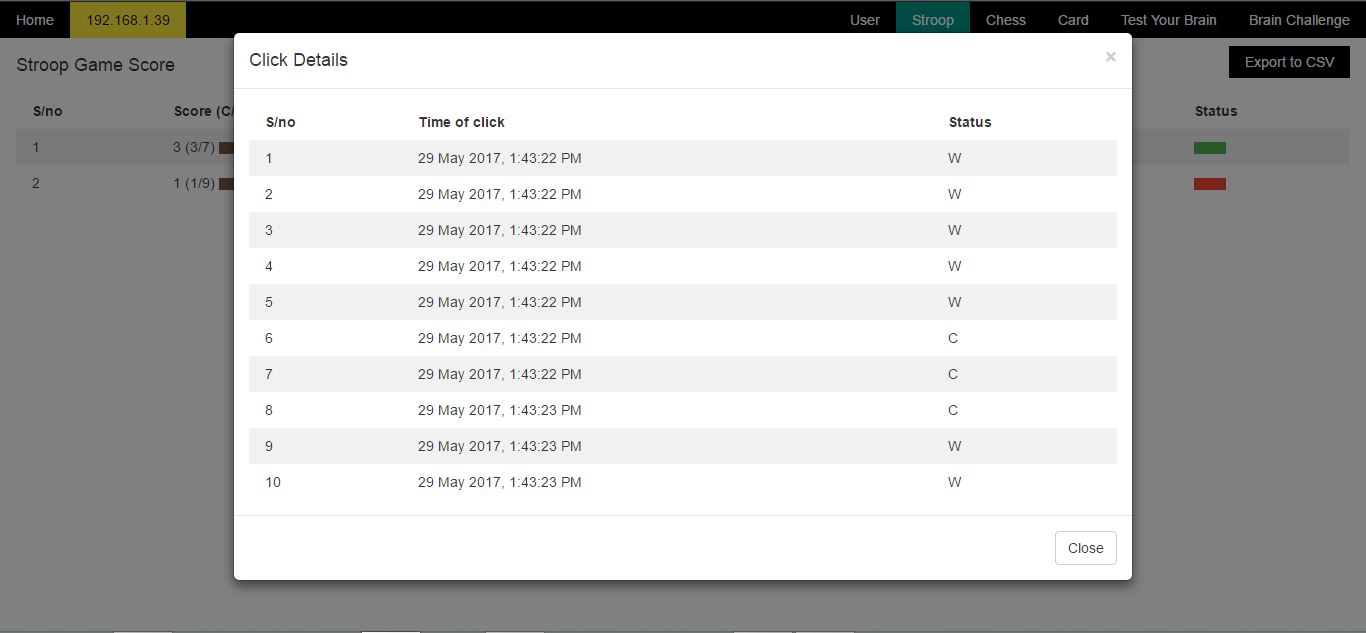 Home 192.168.1.39 User Stroop Chess Card Test Your Brain Brain Challenge
Stroop Game Score Export to CSV
S/no Score (C/ Status
1 3 (3/7)
2 1 (1/9)
Click Details ×
S/no Time of click Status
1 29 May 2017, 1:43:22 PM W
2 29 May 2017, 1:43:22 PM W
3 29 May 2017, 1:43:22 PM W
4 29 May 2017, 1:43:22 PM W
5 29 May 2017, 1:43:22 PM W
6 29 May 2017, 1:43:22 PM C
7 29 May 2017, 1:43:22 PM C
8 29 May 2017, 1:43:23 PM C
9 29 May 2017, 1:43:23 PM W
10 29 May 2017, 1:43:23 PM W
Close